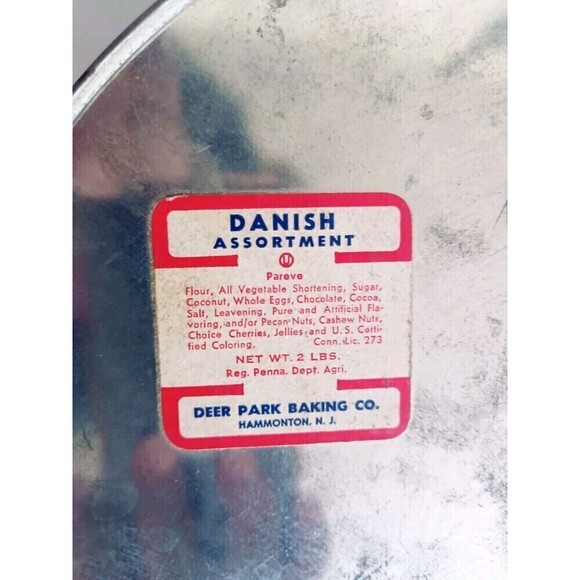 DANISH
ASSORTMENT
U
Pareve
Flour, All Vegetable Shortening, Sugar,
Coconut, Whole Eggs, Chocolate, Cocoa,
Salt, Leavening, Pure and Artificial Fla-
voring, and/or Pecan Nuts, Cashew Nuts,
Choice Cherries, Jellies and U. S. Certi-
fied Coloring. Conn. Lic. 273
NET WT. 2 LBS.
Reg. Penna. Dept. Agri.
DEER PARK BAKING CO.
HAMMONTON, N. J.